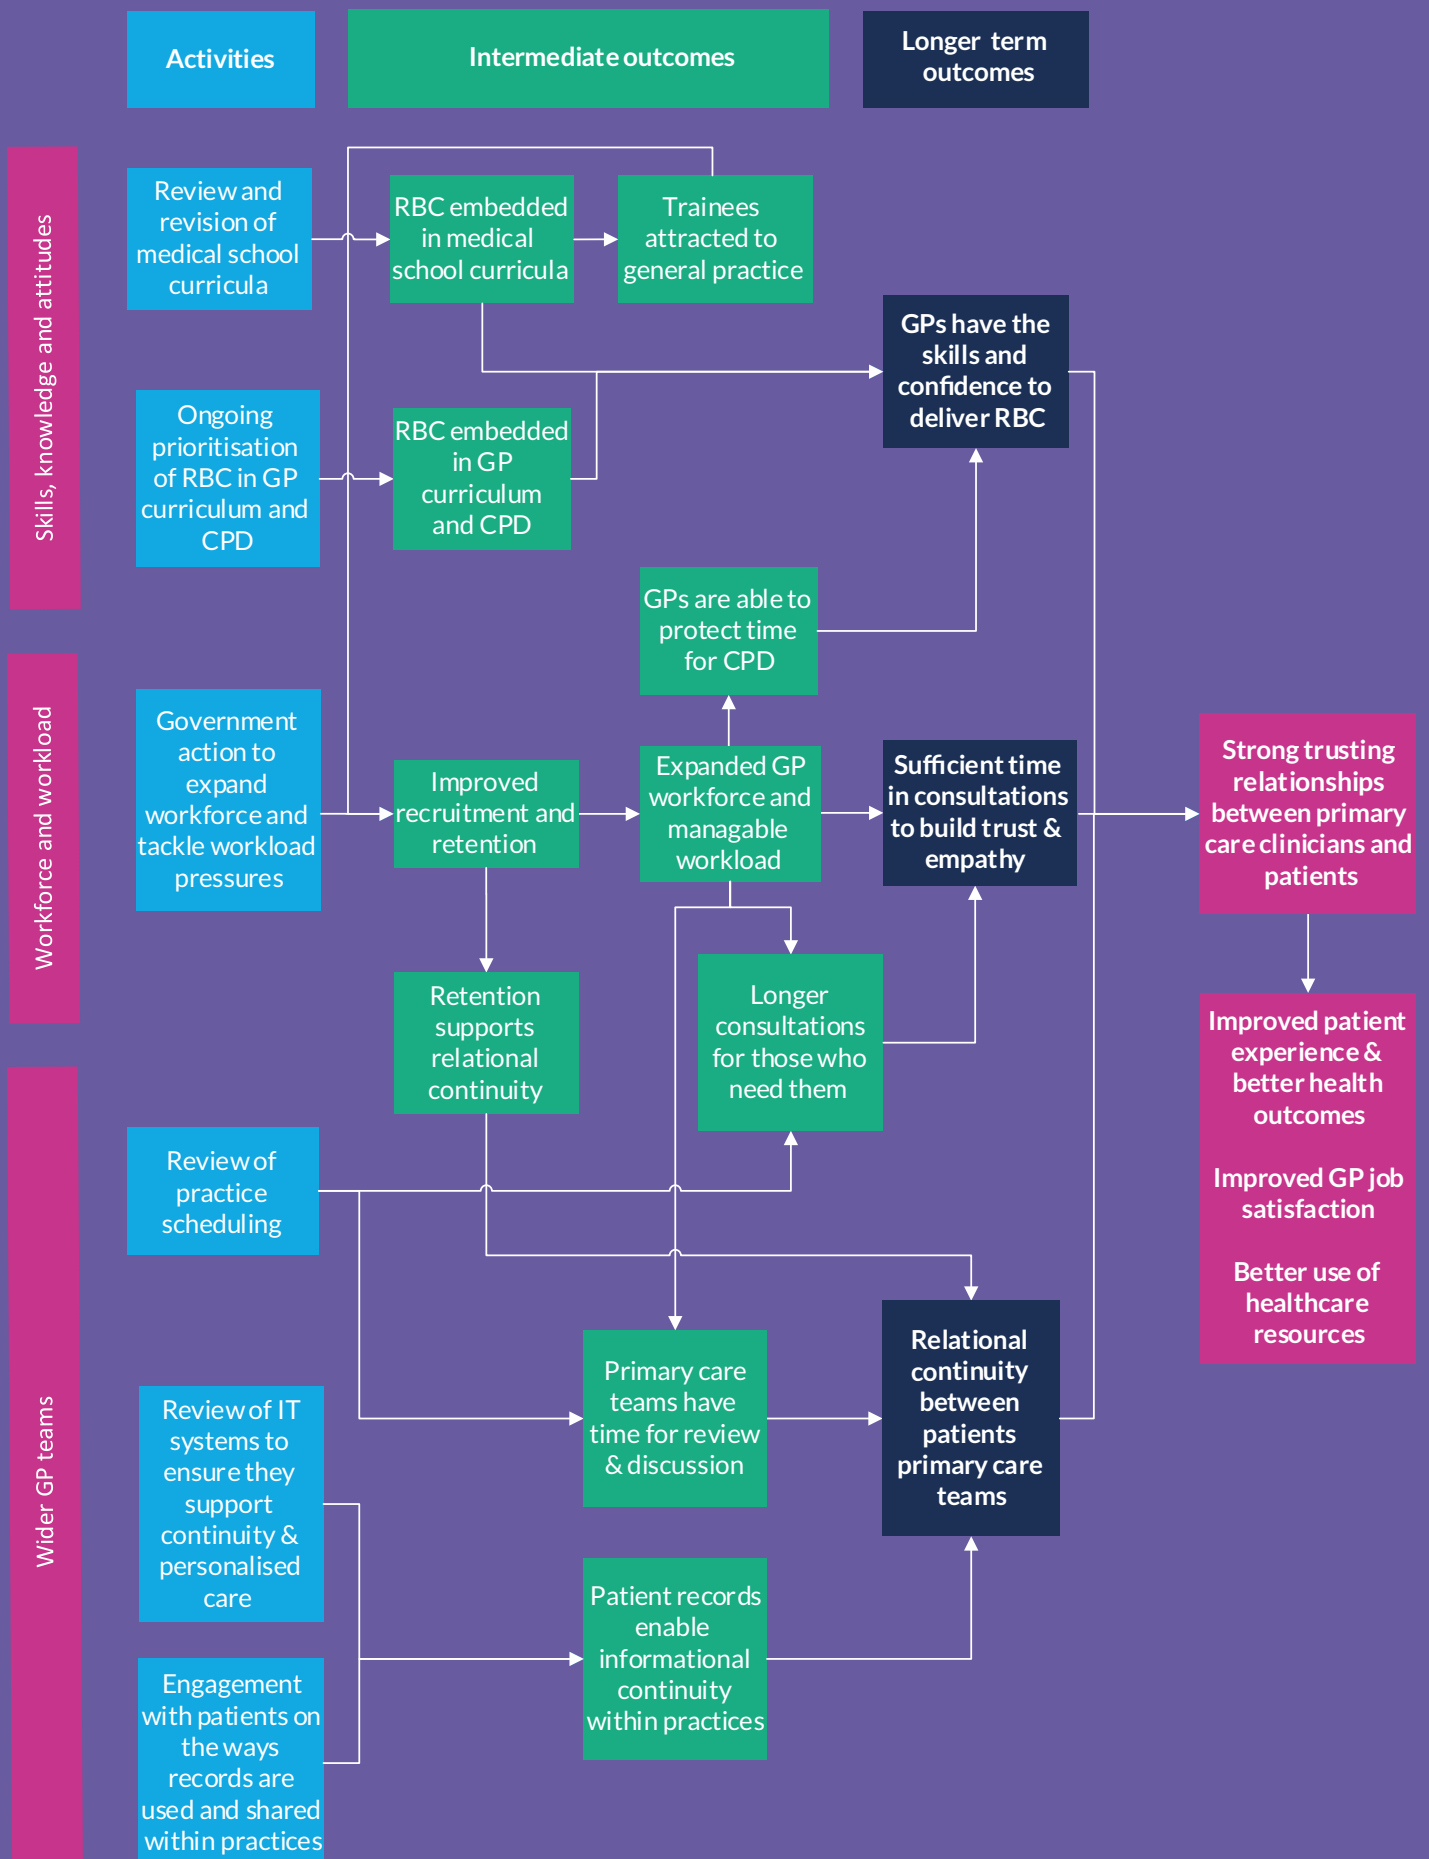 Activities
Intermediate outcomes
Longer term
outcomes
Skills, knowledge and attitudes
Review and
revision of
medical school
curricula
RBC embedded
in medical
school curricula
Trainees
attracted to
general practice
GPs have the
skills and
confidence to
deliver RBC
Ongoing
prioritisation
of RBC in GP
curriculum and
CPD
RBC embedded
in GP
curriculum
and CPD
GPs are able to
protect time
for CPD
Workforce and workload
Government
action to
expand
workforce and
tackle workload
pressures
Improved
recruitment and
retention
Expanded GP
workforce and
managable
workload
Sufficient time
in consultations
to build trust &
empathy
Strong trusting
relationships
between primary
care clinicians and
patients
Retention
supports
relational
continuity
Longer
consultations
for those who
need them
Improved patient
experience &
better health
outcomes
Improved GP job
satisfaction
Better use of
healthcare
resources
Wider GP teams
Review of
practice
scheduling
Primary care
teams have
time for review
& discussion
Relational
continuity
between
patients
primary care
teams
Review of IT
systems to
ensure they
support
continuity &
personalised
care
Patient records
enable
informational
continuity
within practices
Engagement
with patients on
the ways
records are
used and shared
within practices